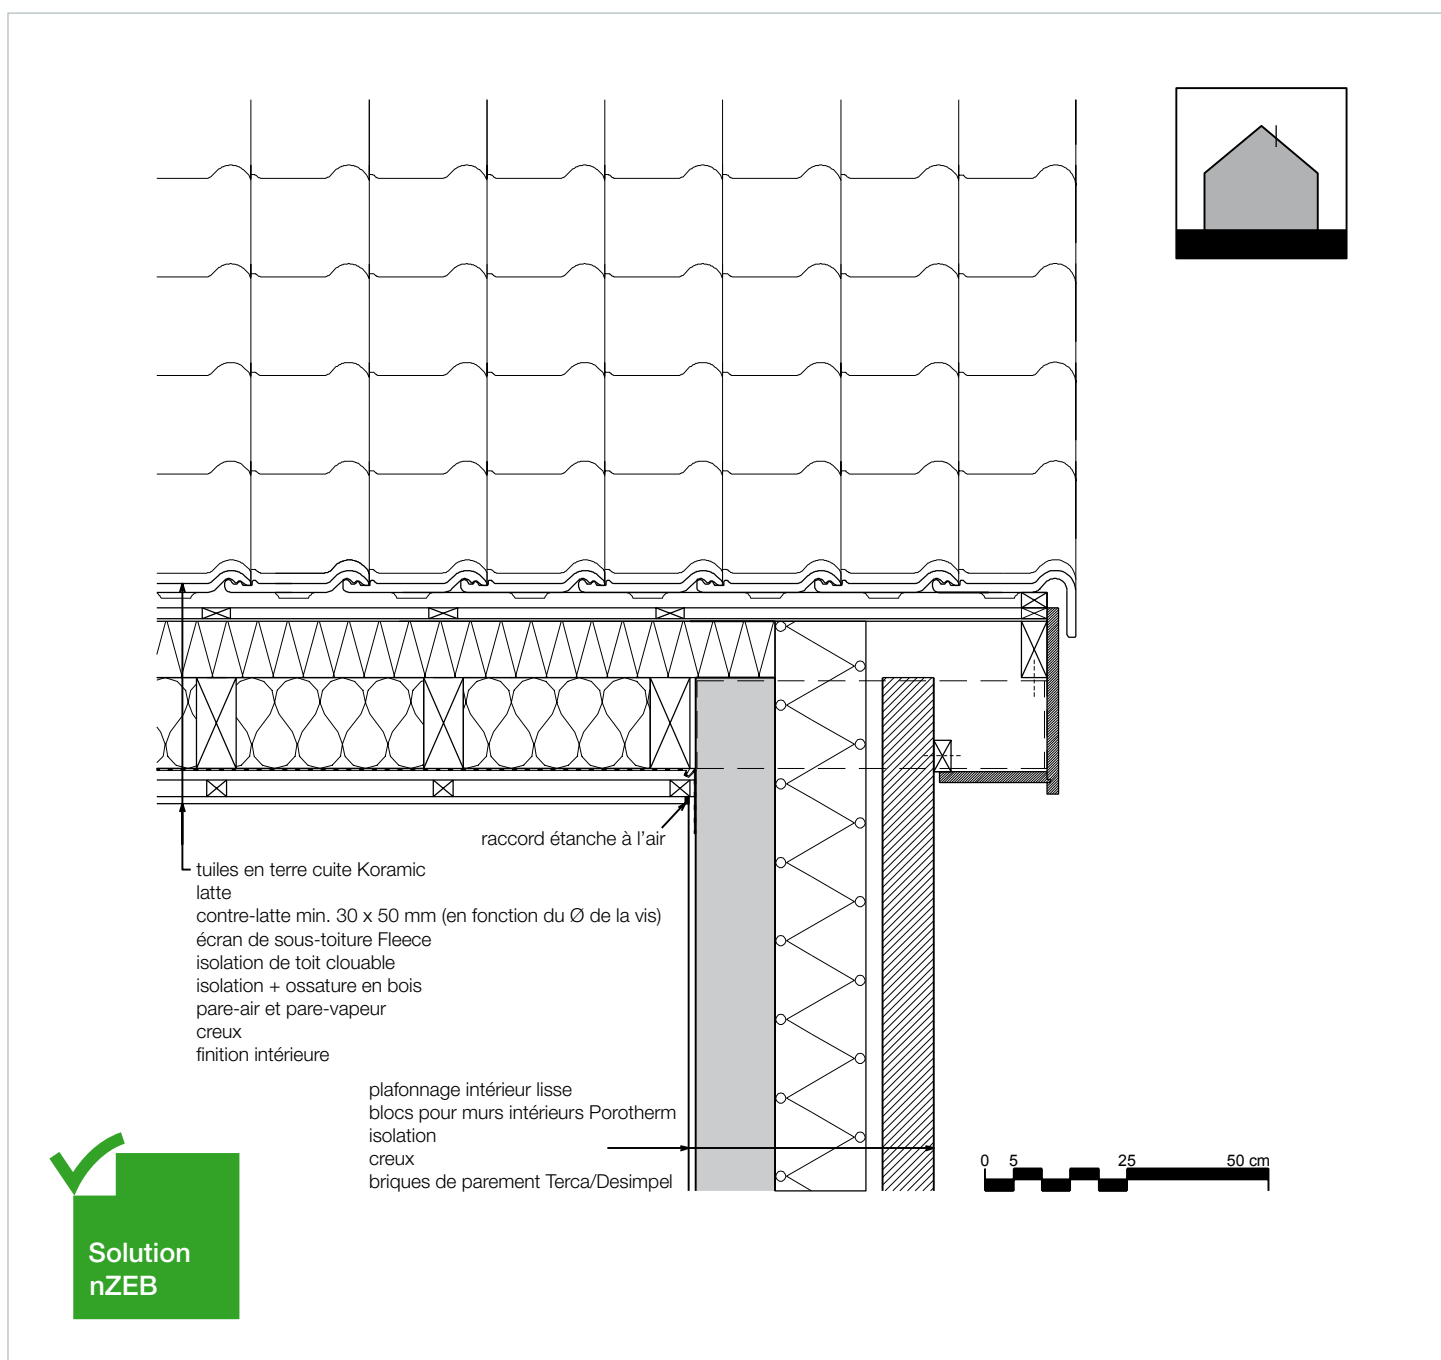 raccord étanche à l'air
tuiles en terre cuite Koramic
latte
contre-latte min. 30 x 50 mm (en fonction du Ø de la vis)
écran de sous-toiture Fleece
isolation de toit clouable
isolation + ossature en bois
pare-air et pare-vapeur
creux
finition intérieure
plafonnage intérieur lisse
blocs pour murs intérieurs Porotherm
isolation
creux
briques de parement Terca/Desimpel
0 5 25 50 cm
Solution
nZEB